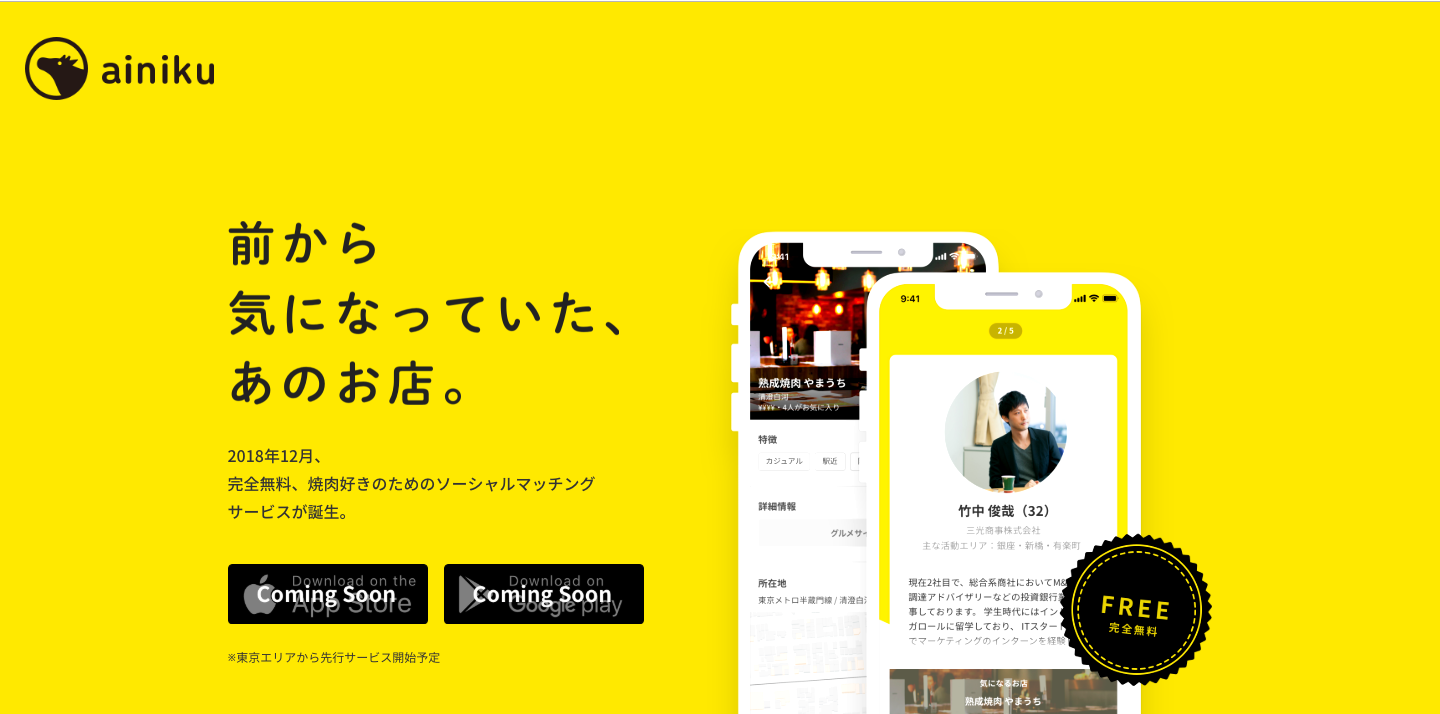 ainiku
前から
気になっていた、
あのお店。
2018年12月、
完全無料、焼肉好きのためのソーシャルマッチング
サービスが誕生。
Download on the
App Store
Coming Soon
Download on
Google play
Coming Soon
※東京エリアから先行サービス開始予定
熟成焼肉 やまうち
清澄白河
¥¥¥¥・4人がお気に入り
特徴
カジュアル
駅近
詳細情報
グルメサ
所在地
東京メトロ半蔵門線 / 清澄白
9:41
2 / 5
竹中 俊哉（32）
三光商事株式会社
主な活動エリア：銀座・新橋・有楽町
現在2社目で、総合系商社においてM&
調達アドバイザリーなどの投資銀行
事しております。 学生時代にはイン
ガロールに留学しており、 ITスター
でマーケティングのインターンを経験
気になるお店
熟成焼肉 やまうち
FREE
完全無料